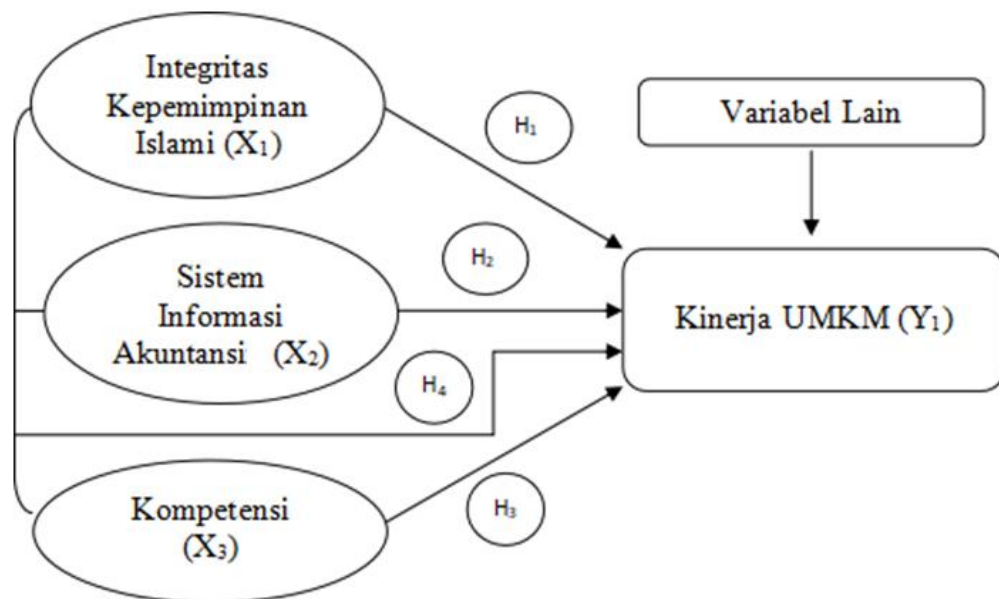 Integritas
Kepemimpinan
Islami (X₁)
H₁
Variabel Lain
Sistem
Informasi
Akuntansi (X₂)
H₂
Kinerja UMKM (Y₁)
H₄
Kompetensi
(X₃)
H₃